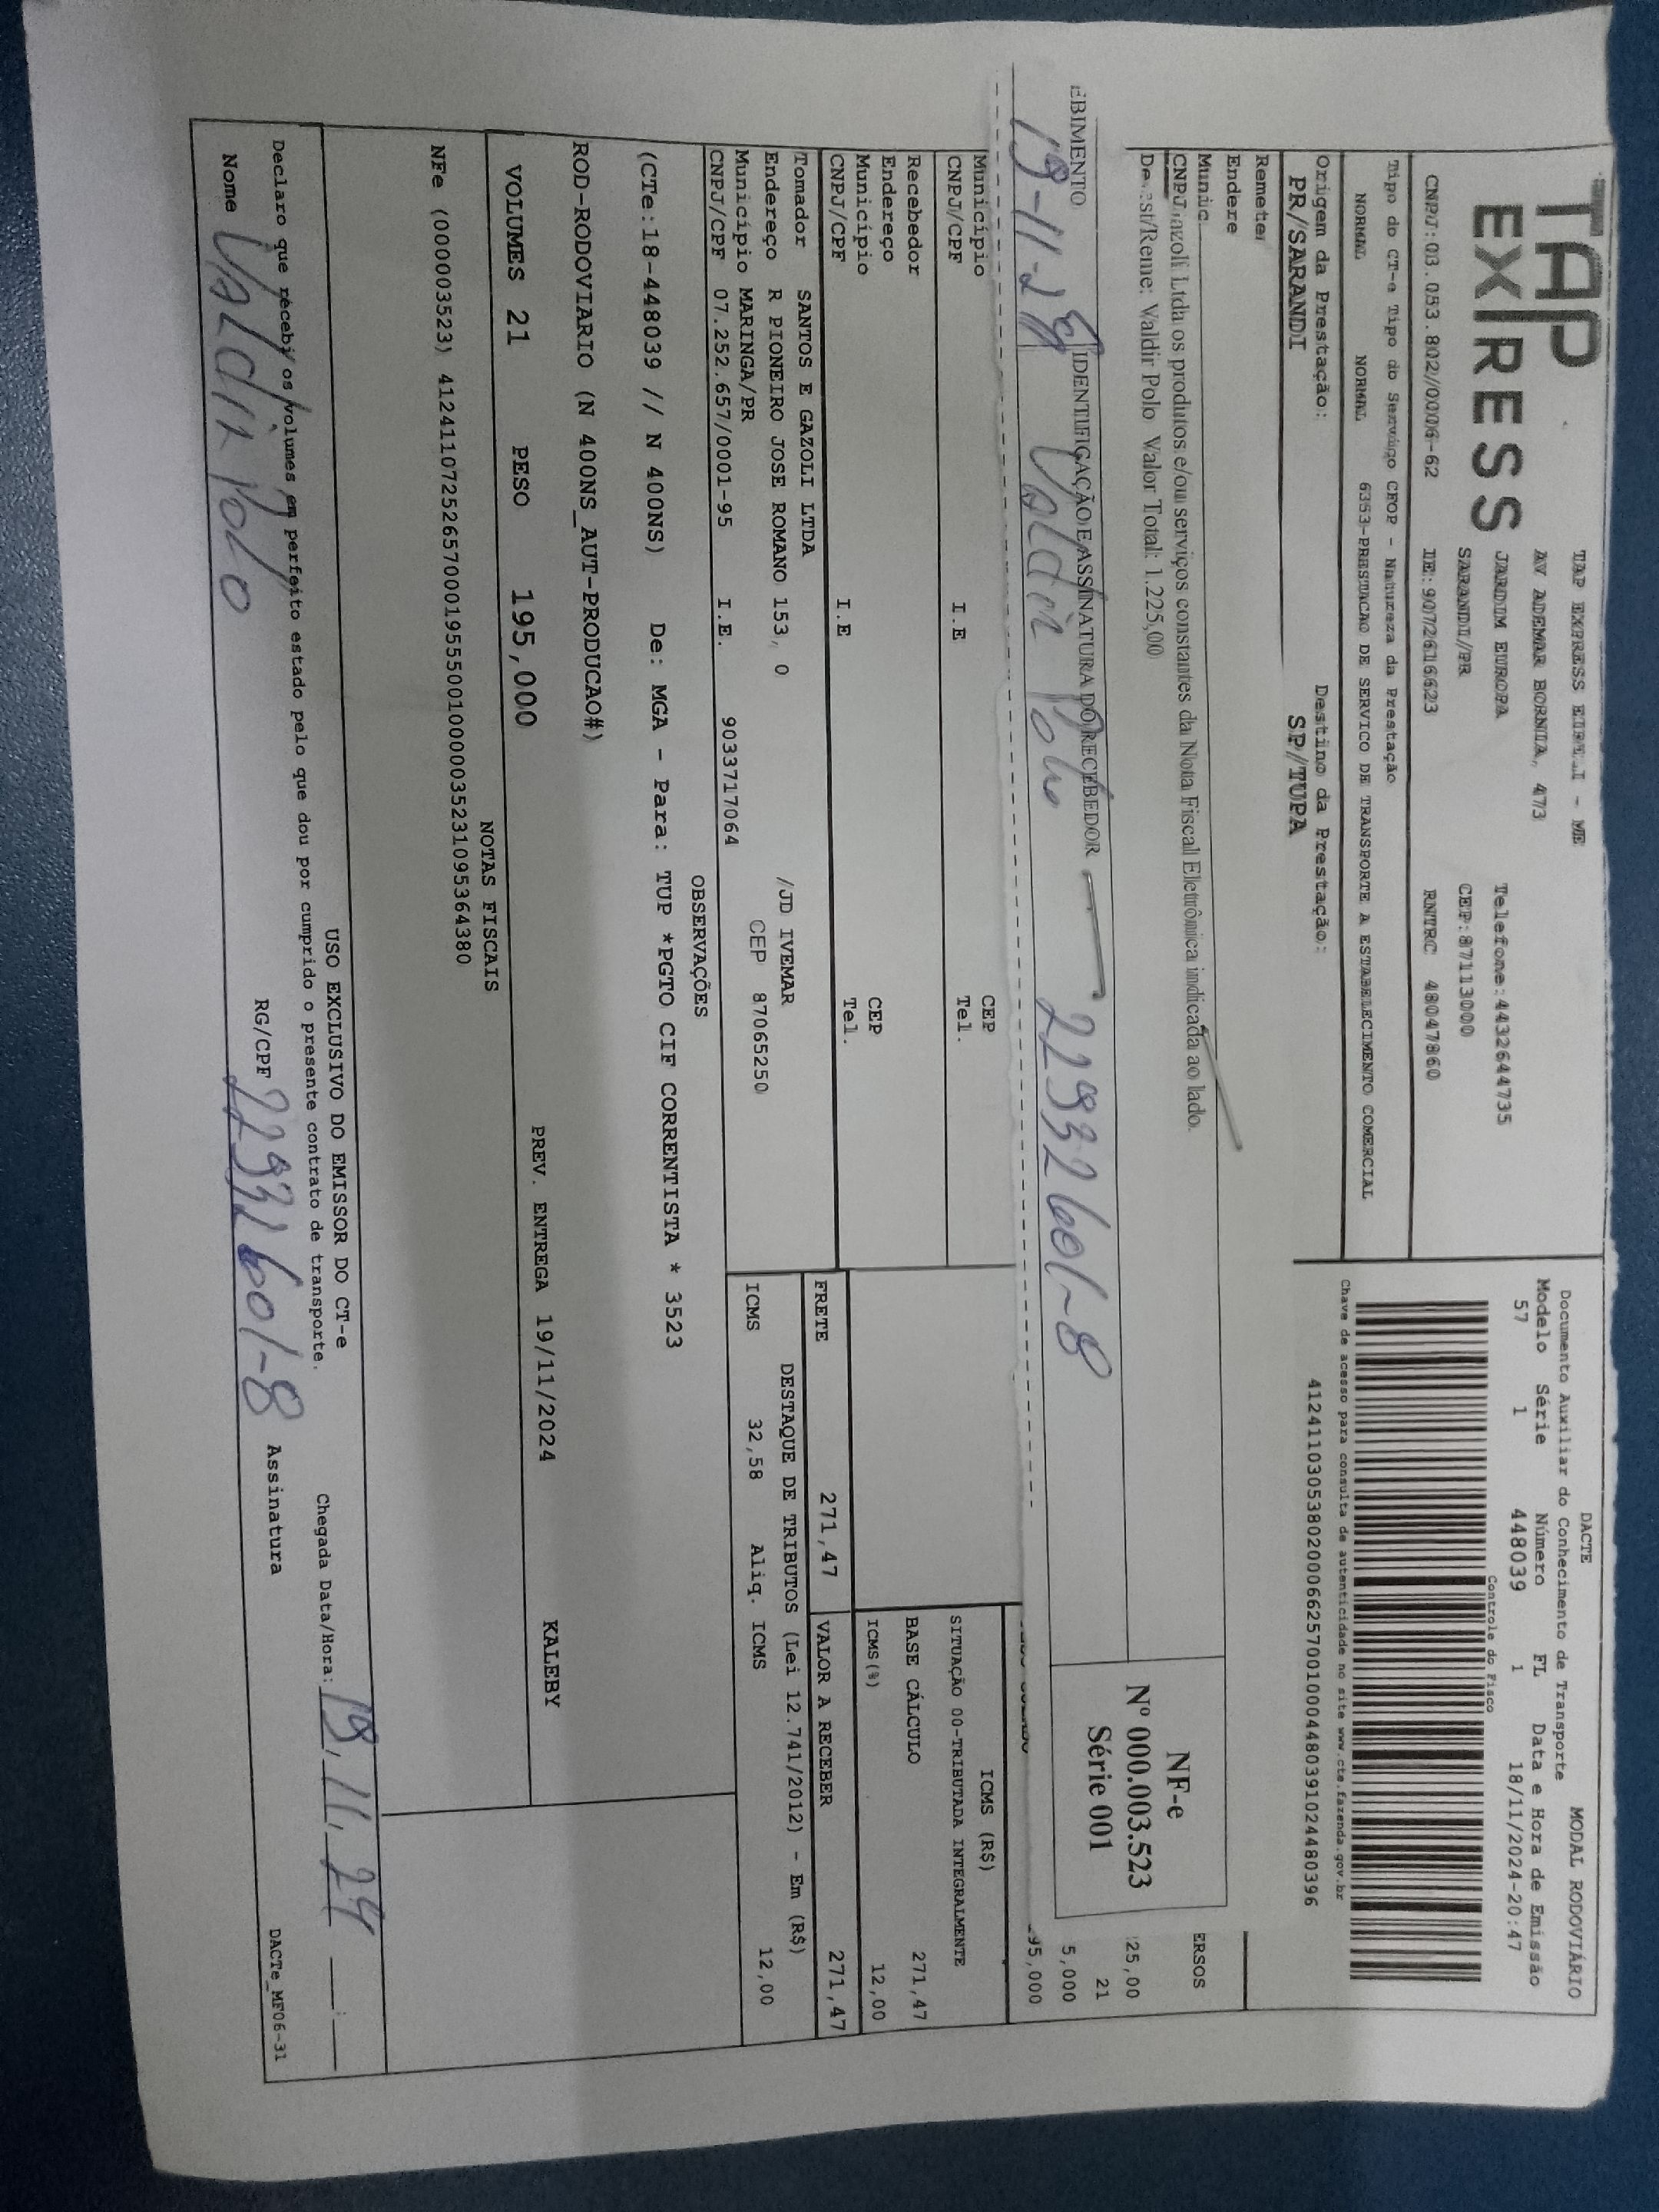 TAP
EXPRESS
TAP EXPRESS EIRELI - ME
AV ADEMAR BORNIA, 473
JARDIM EUROPA Telefone:4432644735
SARANDI/PR CEP:87113000
CNPJ:03.053.802/0006-62 IE:9072616623 RNTRC 48047860
DACTE MODAL RODOVIÁRIO
Documento Auxiliar do Conhecimento de Transporte
Modelo Série Número FL Data e Hora de Emissão
57 1 448039 1 18/11/2024-20:47
Controle do Fisco
Chave de acesso para consulta de autenticidade no site www.cte.fazenda.gov.br
41241103053802000662570010004480391024480396
Tipo do CT-e Tipo do Serviço CFOP - Natureza da Prestação
NORMAL NORMAL 6353-PRESTACAO DE SERVICO DE TRANSPORTE A ESTABELECIMENTO COMERCIAL
Origem da Prestação: Destino da Prestação:
PR/SARANDI SP/TUPA
Remeter
Endere
Munic
CNPJ
azoli Ltda os produtos e/ou serviços constantes da Nota Fiscal Eletrônica indicada ao lado.
Dest/Reme: Valdir Polo Valor Total: 1.225,00
NF-e
Nº 000.003.523
Série 001
EBIMENTO IDENTIFICAÇÃO E ASSINATURA DO RECEBEDOR
19-11-24 Valdir Polo 22932601-8
ERSOS
25,00
21
5,000
95,000
Município CEP
CNPJ/CPF I.E Tel.
Recebedor
Endereço
Município CEP
CNPJ/CPF I.E Tel.
ICMS (R$)
SITUAÇÃO 00-TRIBUTADA INTEGRALMENTE
BASE CÁLCULO 271,47
ICMS(%) 12,00
Tomador SANTOS E GAZOLI LTDA
Endereço R PIONEIRO JOSE ROMANO 153, 0 /JD IVEMAR
Município MARINGA/PR CEP 87065250
CNPJ/CPF 07.252.657/0001-95 I.E. 9033717064
FRETE 271,47 VALOR A RECEBER 271,47
DESTAQUE DE TRIBUTOS (Lei 12.741/2012) - Em (R$)
ICMS 32,58 Aliq. ICMS 12,00
OBSERVAÇÕES
(CTe:18-448039 // N 400NS) De: MGA - Para: TUP *PGTO CIF CORRENTISTA * 3523
ROD-RODOVIARIO (N 400NS_AUT-PRODUCAO#)
VOLUMES 21 PESO 195,000 PREV. ENTREGA 19/11/2024 KALEBY
NOTAS FISCAIS
NFe (000003523) 41241107252657000195550010000035231095364380
USO EXCLUSIVO DO EMISSOR DO CT-e
Declaro que recebi os volumes em perfeito estado pelo que dou por cumprido o presente contrato de transporte.
Chegada Data/Hora: 19/11/24 :
Nome Valdir Polo RG/CPF 22932601-8 Assinatura
DACTe_MF06-31